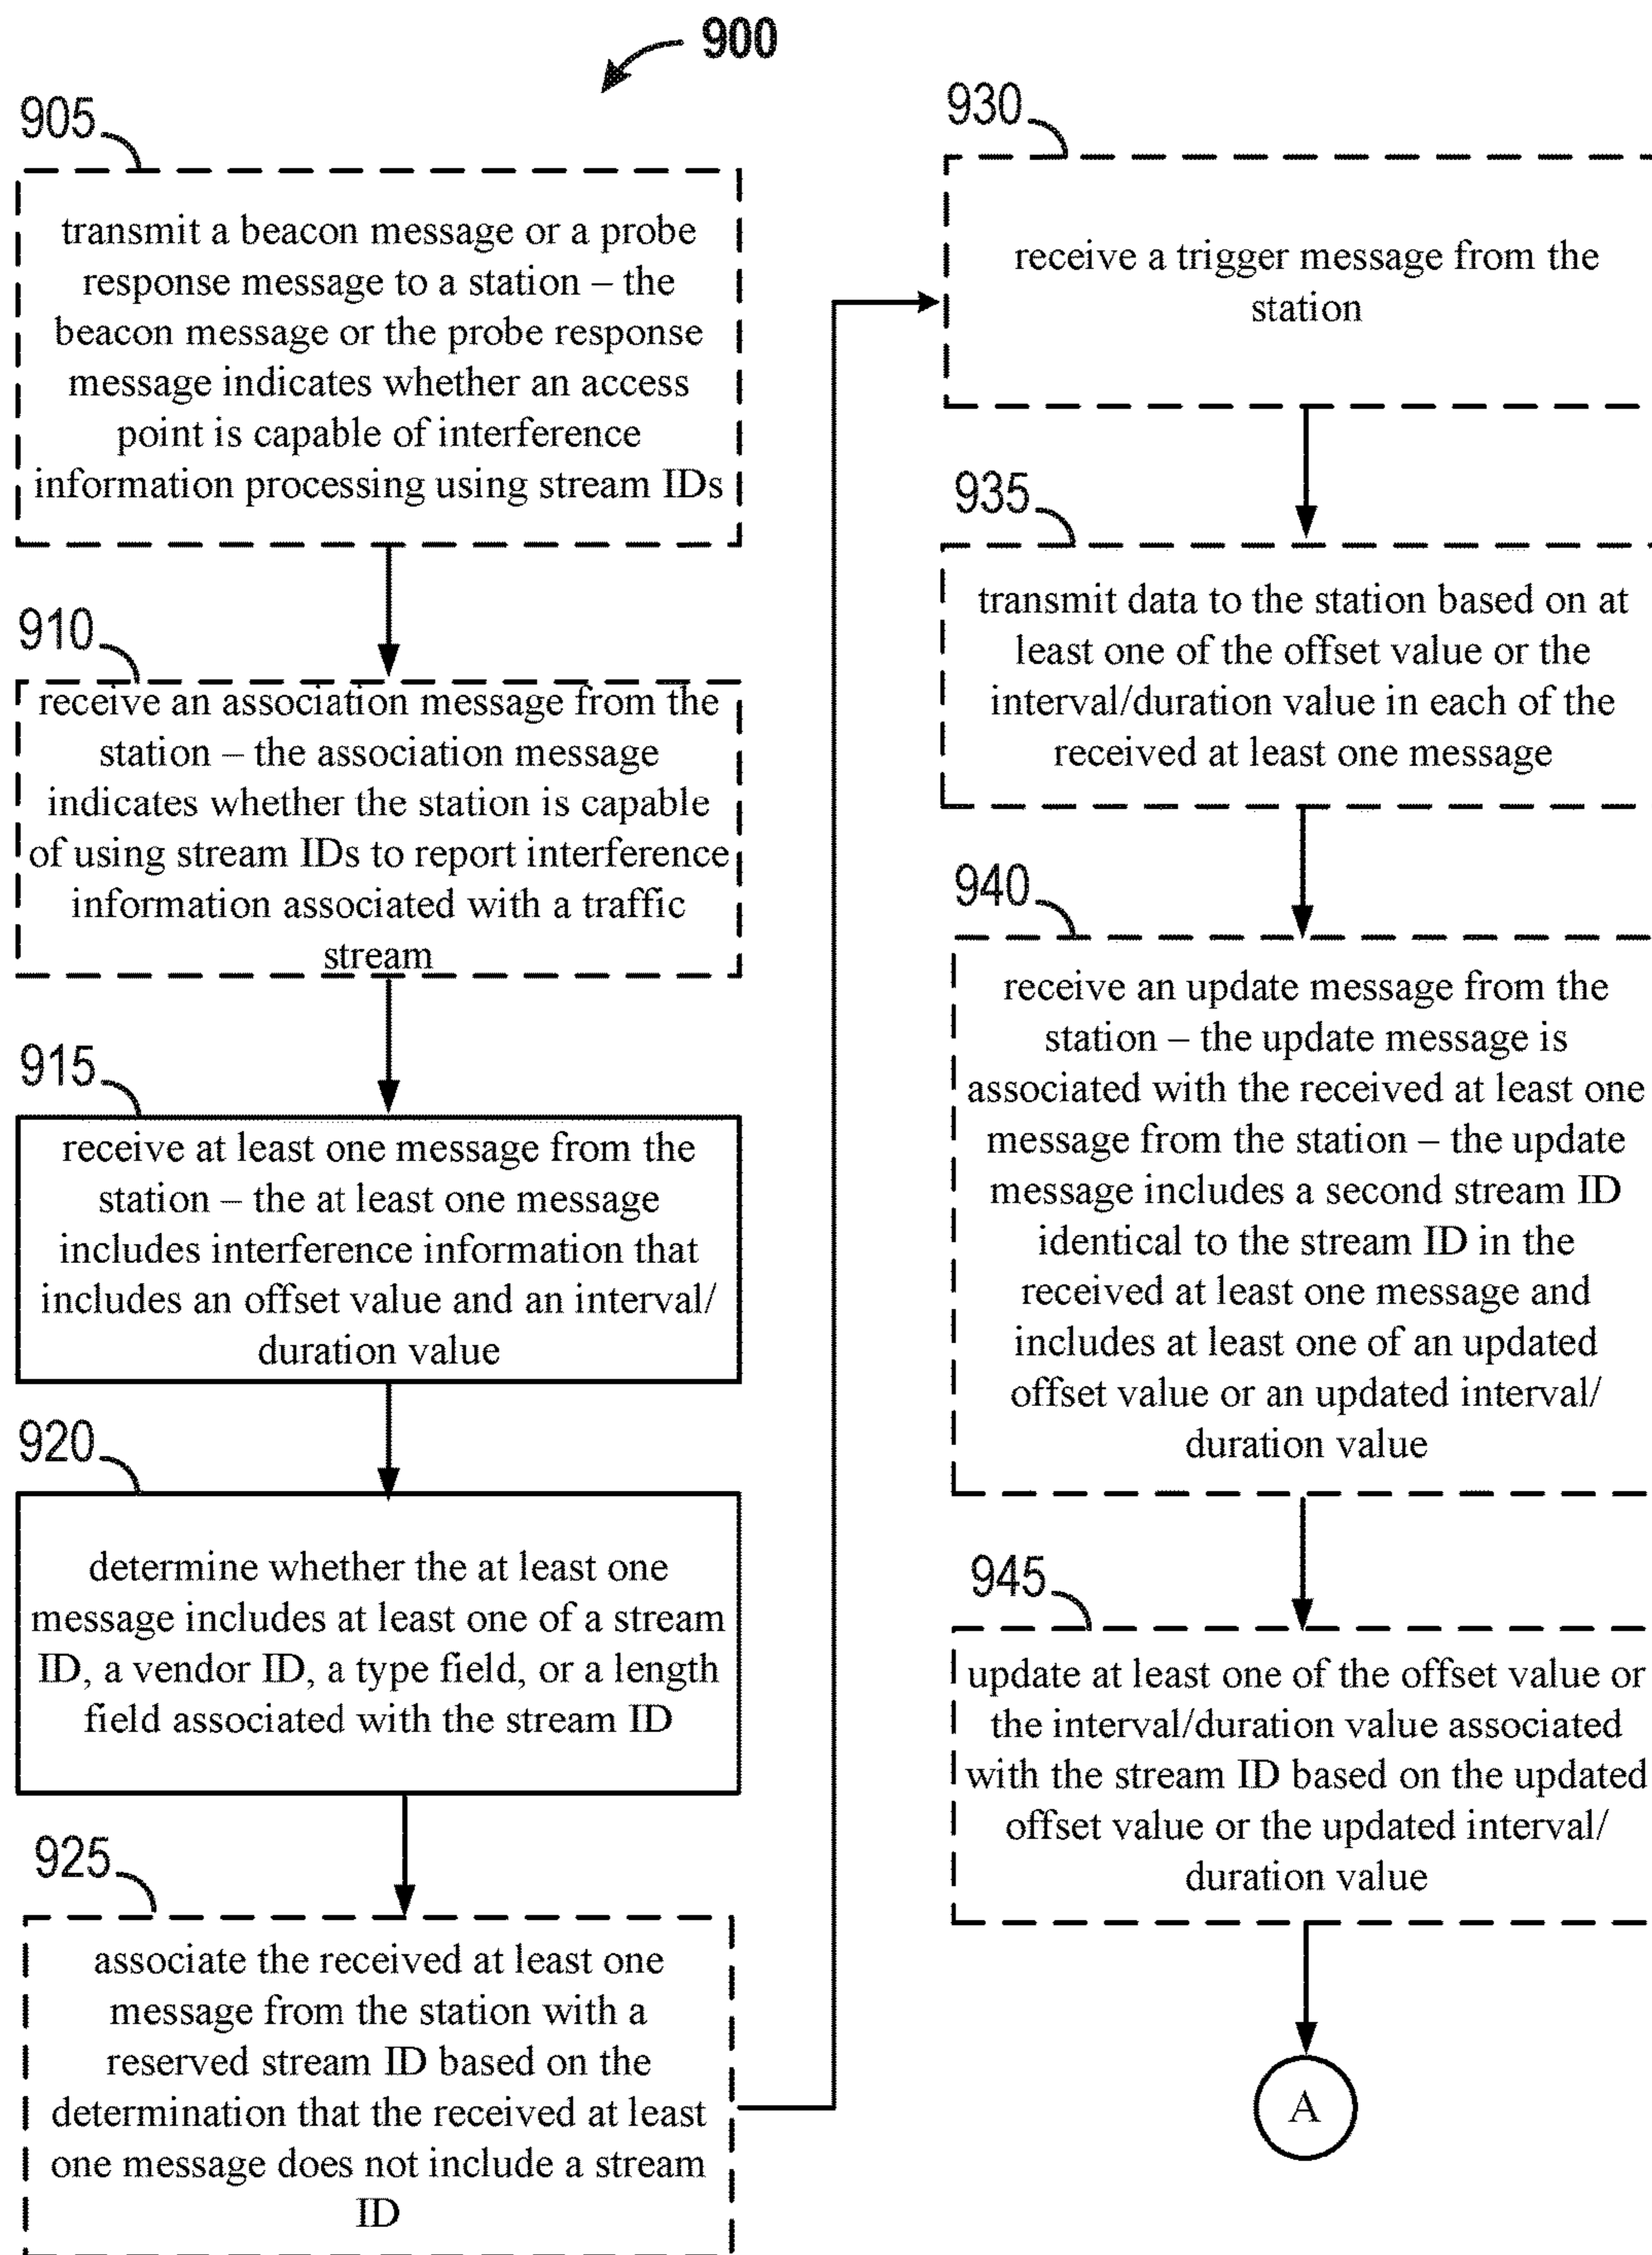 900
905
transmit a beacon message or a probe
response message to a station – the
beacon message or the probe response
message indicates whether an access
point is capable of interference
information processing using stream IDs
910
receive an association message from the
station – the association message
indicates whether the station is capable
of using stream IDs to report interference
information associated with a traffic
stream
915
receive at least one message from the
station – the at least one message
includes interference information that
includes an offset value and an interval/
duration value
920
determine whether the at least one
message includes at least one of a stream
ID, a vendor ID, a type field, or a length
field associated with the stream ID
925
associate the received at least one
message from the station with a
reserved stream ID based on the
determination that the received at least
one message does not include a stream
ID
930
receive a trigger message from the
station
935
transmit data to the station based on at
least one of the offset value or the
interval/duration value in each of the
received at least one message
940
receive an update message from the
station – the update message is
associated with the received at least one
message from the station – the update
message includes a second stream ID
identical to the stream ID in the
received at least one message and
includes at least one of an updated
offset value or an updated interval/
duration value
945
update at least one of the offset value or
the interval/duration value associated
with the stream ID based on the updated
offset value or the updated interval/
duration value
A